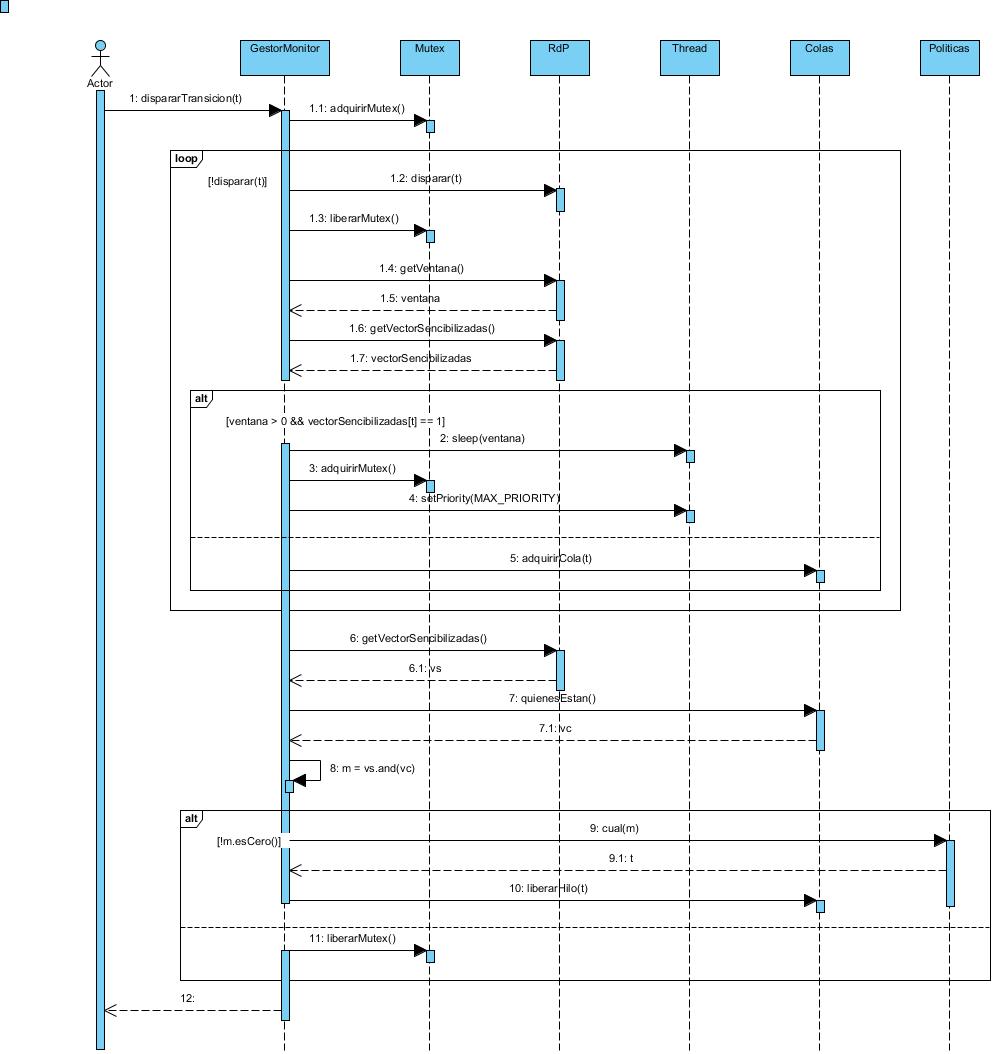 GestorMonitor
Mutex
RdP
Thread
Colas
Politicas
Actor
1: dispararTransicion(t)
1.1: adquirirMutex()
loop
[!disparar(t)]
1.2: disparar(t)
1.3: liberarMutex()
1.4: getVentana()
1.5: ventana
1.6: getVectorSencibilizadas()
1.7: vectorSencibilizadas
alt
[ventana > 0 && vectorSencibilizadas[t] == 1]
2: sleep(ventana)
3: adquirirMutex()
4: setPriority(MAX_PRIORITY)
5: adquirirCola(t)
6: getVectorSencibilizadas()
6.1: vs
7: quienesEstan()
7.1: vc
8: m = vs.and(vc)
alt
[!m.esCero()]
9: cual(m)
9.1: t
10: liberarHilo(t)
11: liberarMutex()
12: